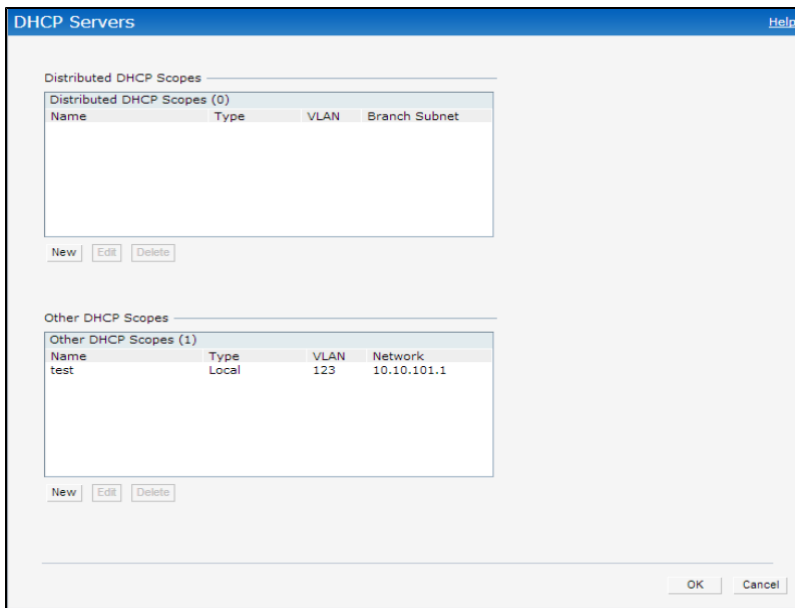 DHCP Servers Help
Distributed DHCP Scopes
Distributed DHCP Scopes (0)
Name Type VLAN Branch Subnet
New Edit Delete
Other DHCP Scopes
Other DHCP Scopes (1)
Name Type VLAN Network
test Local 123 10.10.101.1
New Edit Delete
OK Cancel